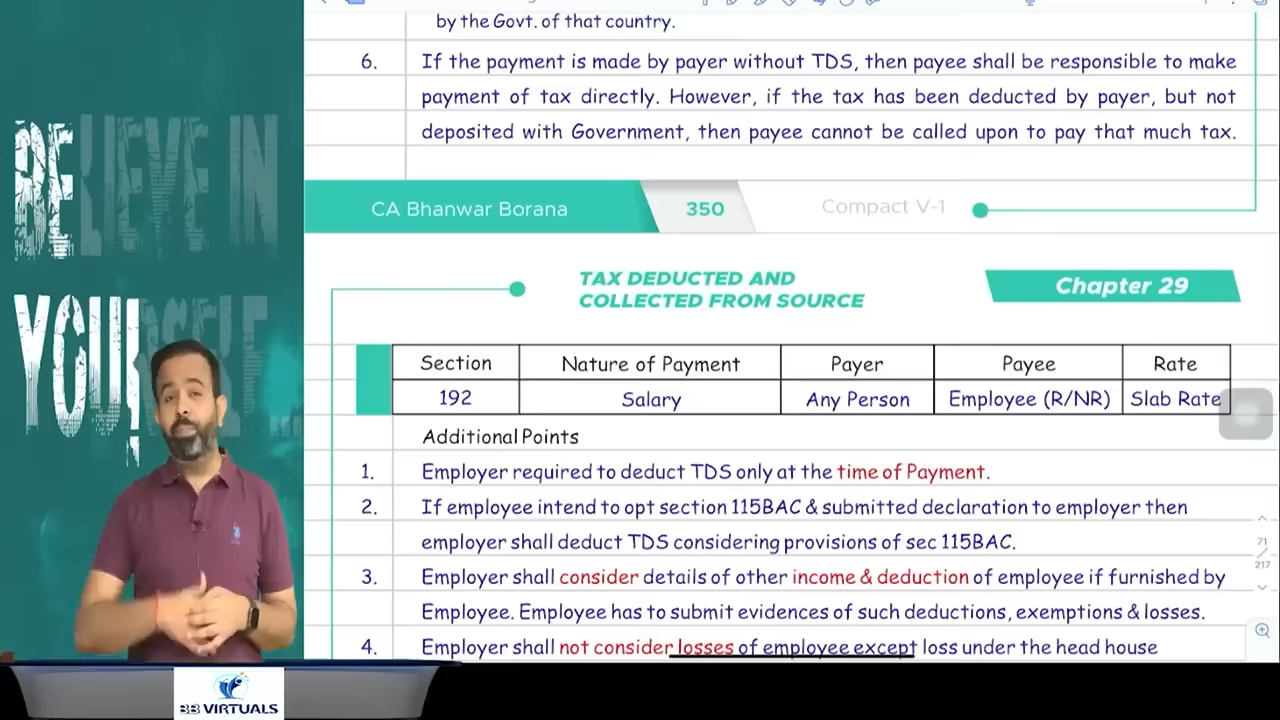 by the Govt. of that country.
6. If the payment is made by payer without TDS, then payee shall be responsible to make
payment of tax directly. However, if the tax has been deducted by payer, but not
deposited with Government, then payee cannot be called upon to pay that much tax.
CA Bhanwar Borana 350 Compact V-1
TAX DEDUCTED AND
COLLECTED FROM SOURCE
Chapter 29
Section Nature of Payment Payer Payee Rate
192 Salary Any Person Employee (R/NR) Slab Rate
Additional Points
1. Employer required to deduct TDS only at the time of Payment.
2. If employee intend to opt section 115BAC & submitted declaration to employer then
employer shall deduct TDS considering provisions of sec 115BAC.
3. Employer shall consider details of other income & deduction of employee if furnished by
Employee. Employee has to submit evidences of such deductions, exemptions & losses.
4. Employer shall not consider losses of employee except loss under the head house
71
217
BELIEVE IN
BB VIRTUALS